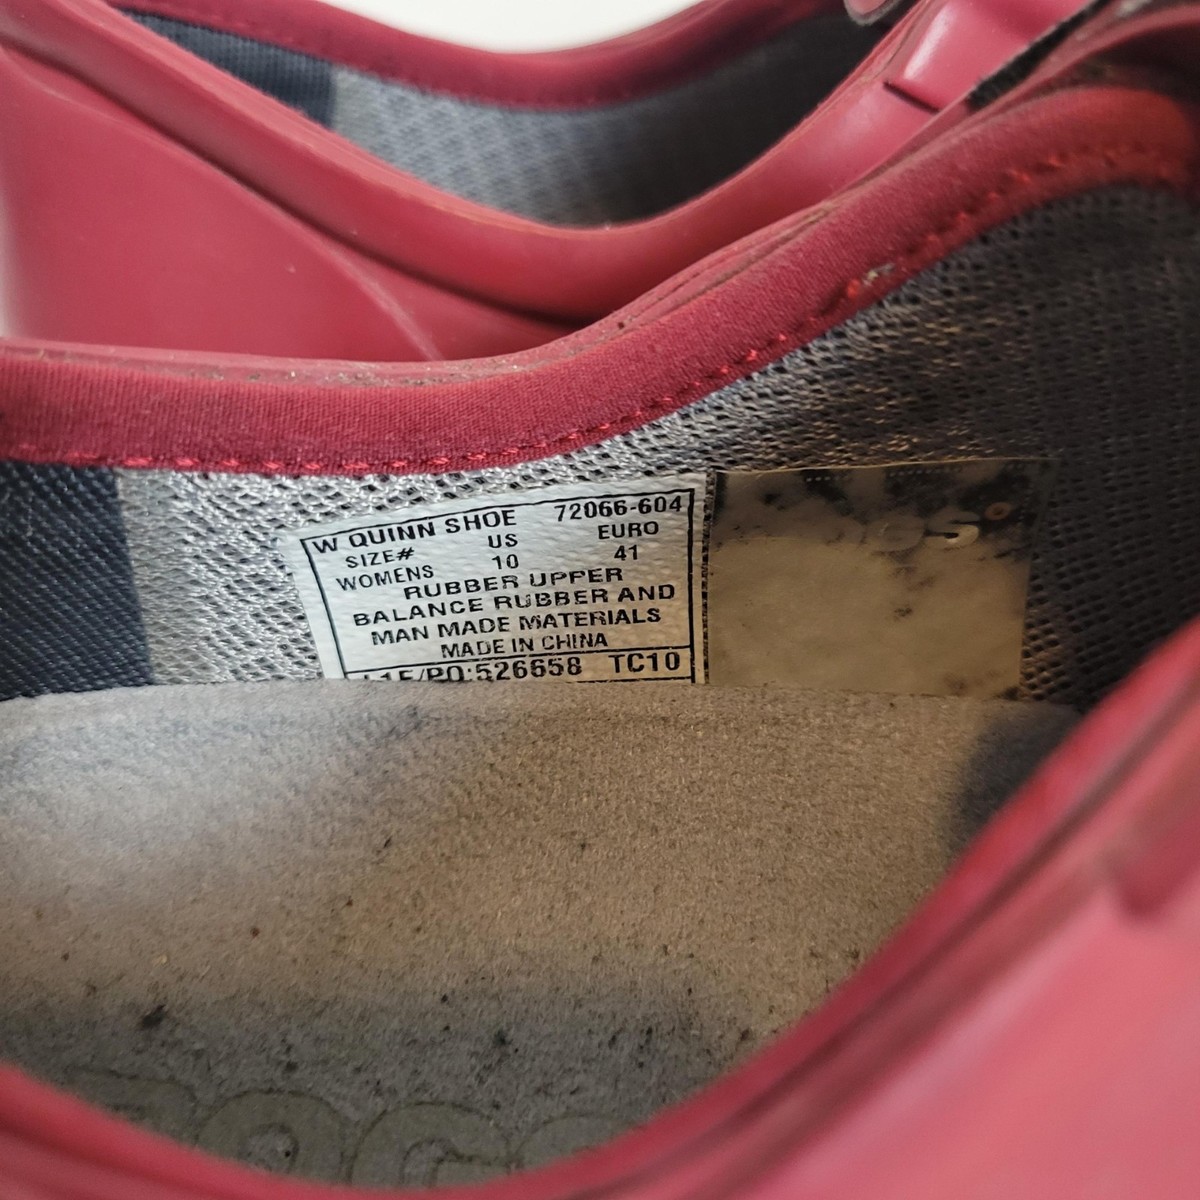 W QUINN SHOE 72066-604
SIZE# US EURO
WOMENS 10 41
RUBBER UPPER
BALANCE RUBBER AND
MAN MADE MATERIALS
MADE IN CHINA
526658 TC10